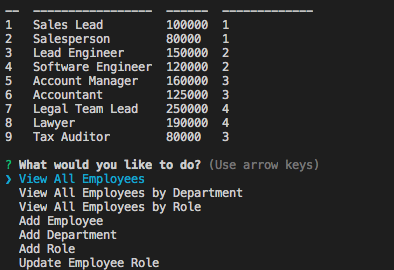 1 Sales Lead 100000 1
2 Salesperson 80000 1
3 Lead Engineer 150000 2
4 Software Engineer 120000 2
5 Account Manager 160000 3
6 Accountant 125000 3
7 Legal Team Lead 250000 4
8 Lawyer 190000 4
9 Tax Auditor 80000 3
? What would you like to do? (Use arrow keys)
❯ View All Employees
View All Employees by Department
View All Employees by Role
Add Employee
Add Department
Add Role
Update Employee Role